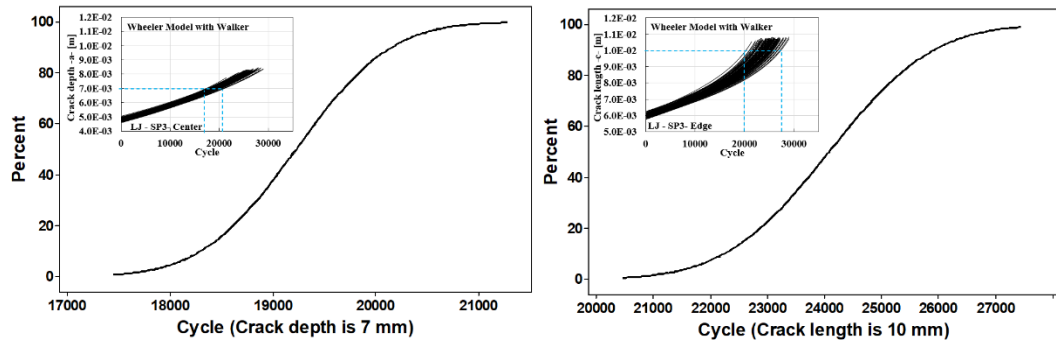 100
80
60
40
20
0
Percent
17000 18000 19000 20000 21000
Cycle (Crack depth is 7 mm)
1.2E-02
1.1E-02
1.0E-02
9.0E-03
8.0E-03
7.0E-03
6.0E-03
5.0E-03
4.0E-03
Crack depth -a- [m]
Wheeler Model with Walker
LJ - SP3- Center
0 10000 20000 30000
Cycle
100
80
60
40
20
0
Percent
20000 21000 22000 23000 24000 25000 26000 27000
Cycle (Crack length is 10 mm)
1.2E-02
1.1E-02
1.0E-02
9.0E-03
8.0E-03
7.0E-03
6.0E-03
5.0E-03
Crack length -c- [m]
Wheeler Model with Walker
LJ - SP3- Edge
0 10000 20000 30000
Cycle